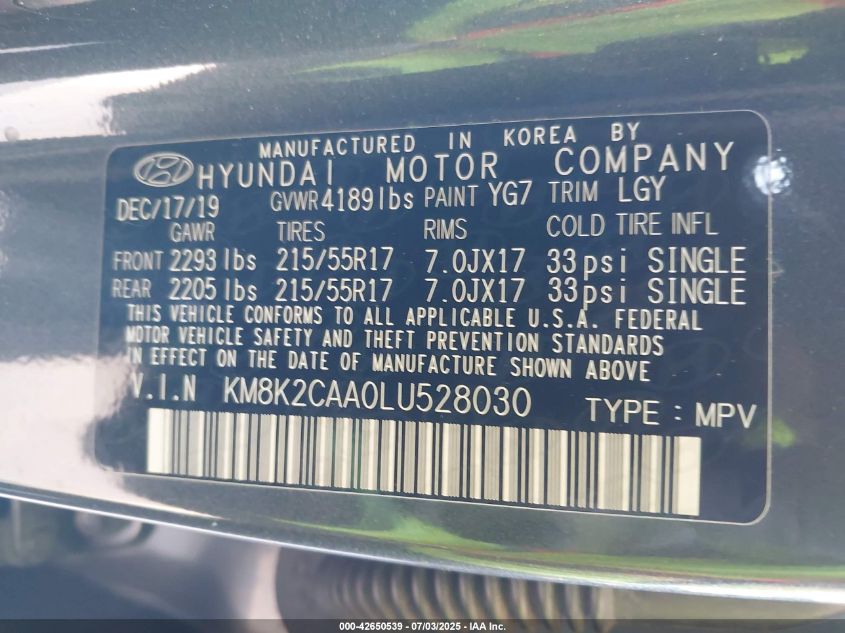 MANUFACTURED IN KOREA BY
HYUNDAI MOTOR COMPANY
DEC/17/19 GVWR 4189lbs PAINT YG7 TRIM LGY
GAWR TIRES RIMS COLD TIRE INFL
FRONT 2293 lbs 215/55R17 7.0JX17 33psi SINGLE
REAR 2205 lbs 215/55R17 7.0JX17 33psi SINGLE
THIS VEHICLE CONFORMS TO ALL APPLICABLE U.S.A. FEDERAL
MOTOR VEHICLE SAFETY AND THEFT PREVENTION STANDARDS
IN EFFECT ON THE DATE OF MANUFACTURE SHOWN ABOVE
V.I.N KM8K2CAA0LU528030 TYPE : MPV
000-42650539 - 07/03/2025 - IAA Inc.